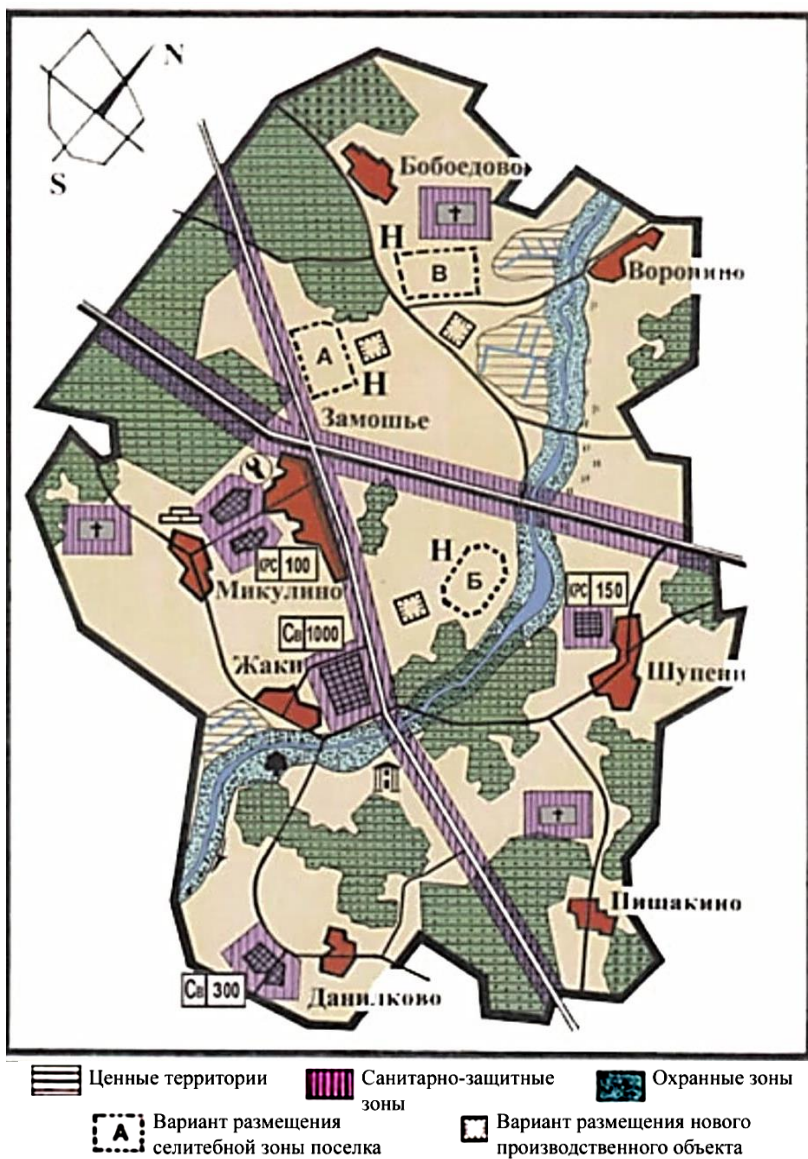 N
S
Бобоедово
Н
В
Воронино
А
Н
Замошье
КРС 100
Микулино
Н
Б
КРС 150
Св 1000
Жаки
Шупени
Пишакино
Св 300
Данилково
Ценные территории
Санитарно-защитные
зоны
Охранные зоны
А
Вариант размещения
селитебной зоны поселка
Вариант размещения нового
производственного объекта